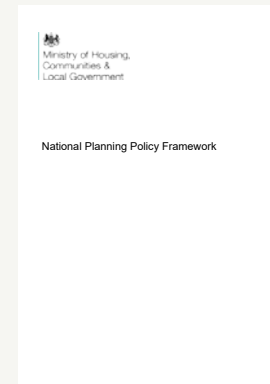 Ministry of Housing,
Communities &
Local Government
National Planning Policy Framework